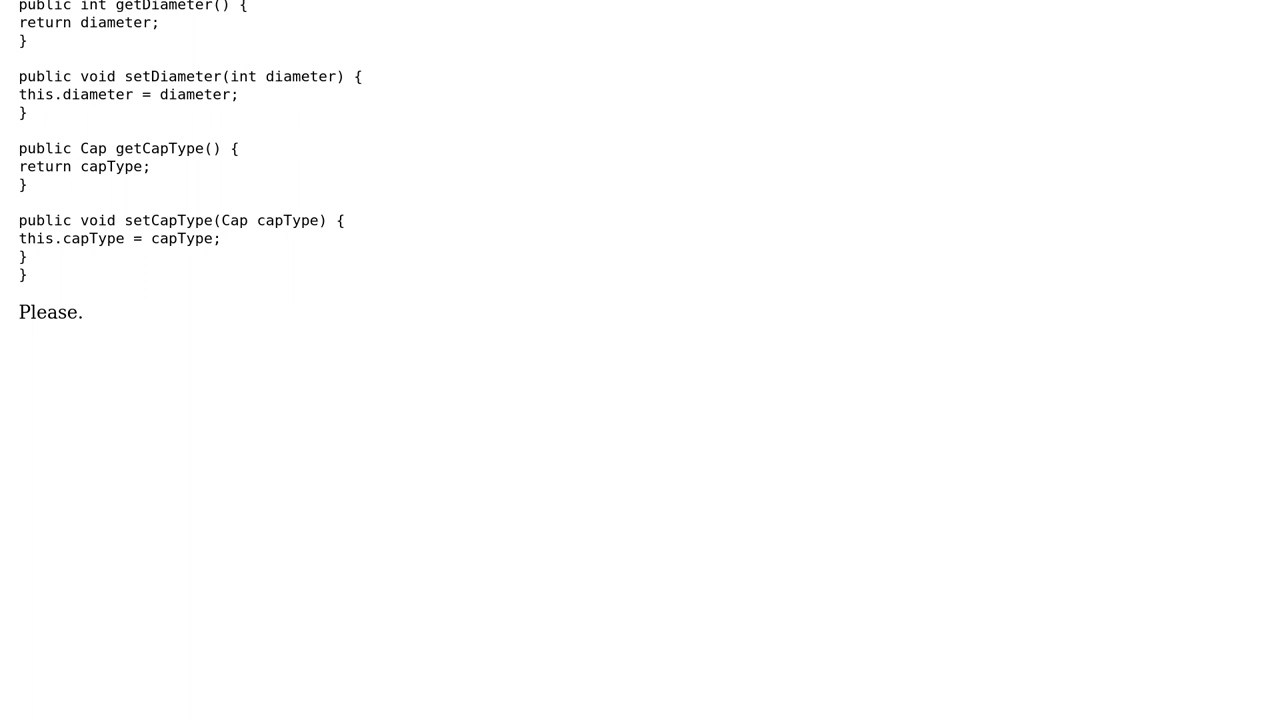 public int getDiameter() {
return diameter;
}
public void setDiameter(int diameter) {
this.diameter = diameter;
}
public Cap getCapType() {
return capType;
}
public void setCapType(Cap capType) {
this.capType = capType;
}
}
Please.